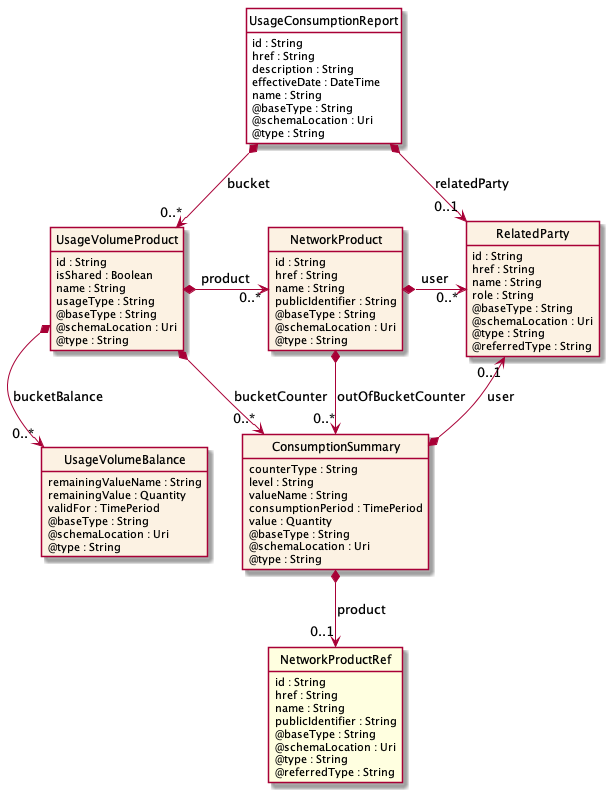 UsageConsumptionReport
id : String
href : String
description : String
effectiveDate : DateTime
name : String
@baseType : String
@schemaLocation : Uri
@type : String
bucket
0..*
relatedParty
0..1
UsageVolumeProduct
id : String
isShared : Boolean
name : String
usageType : String
@baseType : String
@schemaLocation : Uri
@type : String
product
0..*
NetworkProduct
id : String
href : String
name : String
publicIdentifier : String
@baseType : String
@schemaLocation : Uri
@type : String
user
0..*
RelatedParty
id : String
href : String
name : String
role : String
@baseType : String
@schemaLocation : Uri
@type : String
@referredType : String
bucketBalance
0..*
bucketCounter
0..*
outOfBucketCounter
0..*
0..1
user
UsageVolumeBalance
remainingValueName : String
remainingValue : Quantity
validFor : TimePeriod
@baseType : String
@schemaLocation : Uri
@type : String
ConsumptionSummary
counterType : String
level : String
valueName : String
consumptionPeriod : TimePeriod
value : Quantity
@baseType : String
@schemaLocation : Uri
@type : String
product
0..1
NetworkProductRef
id : String
href : String
name : String
publicIdentifier : String
@baseType : String
@schemaLocation : Uri
@type : String
@referredType : String